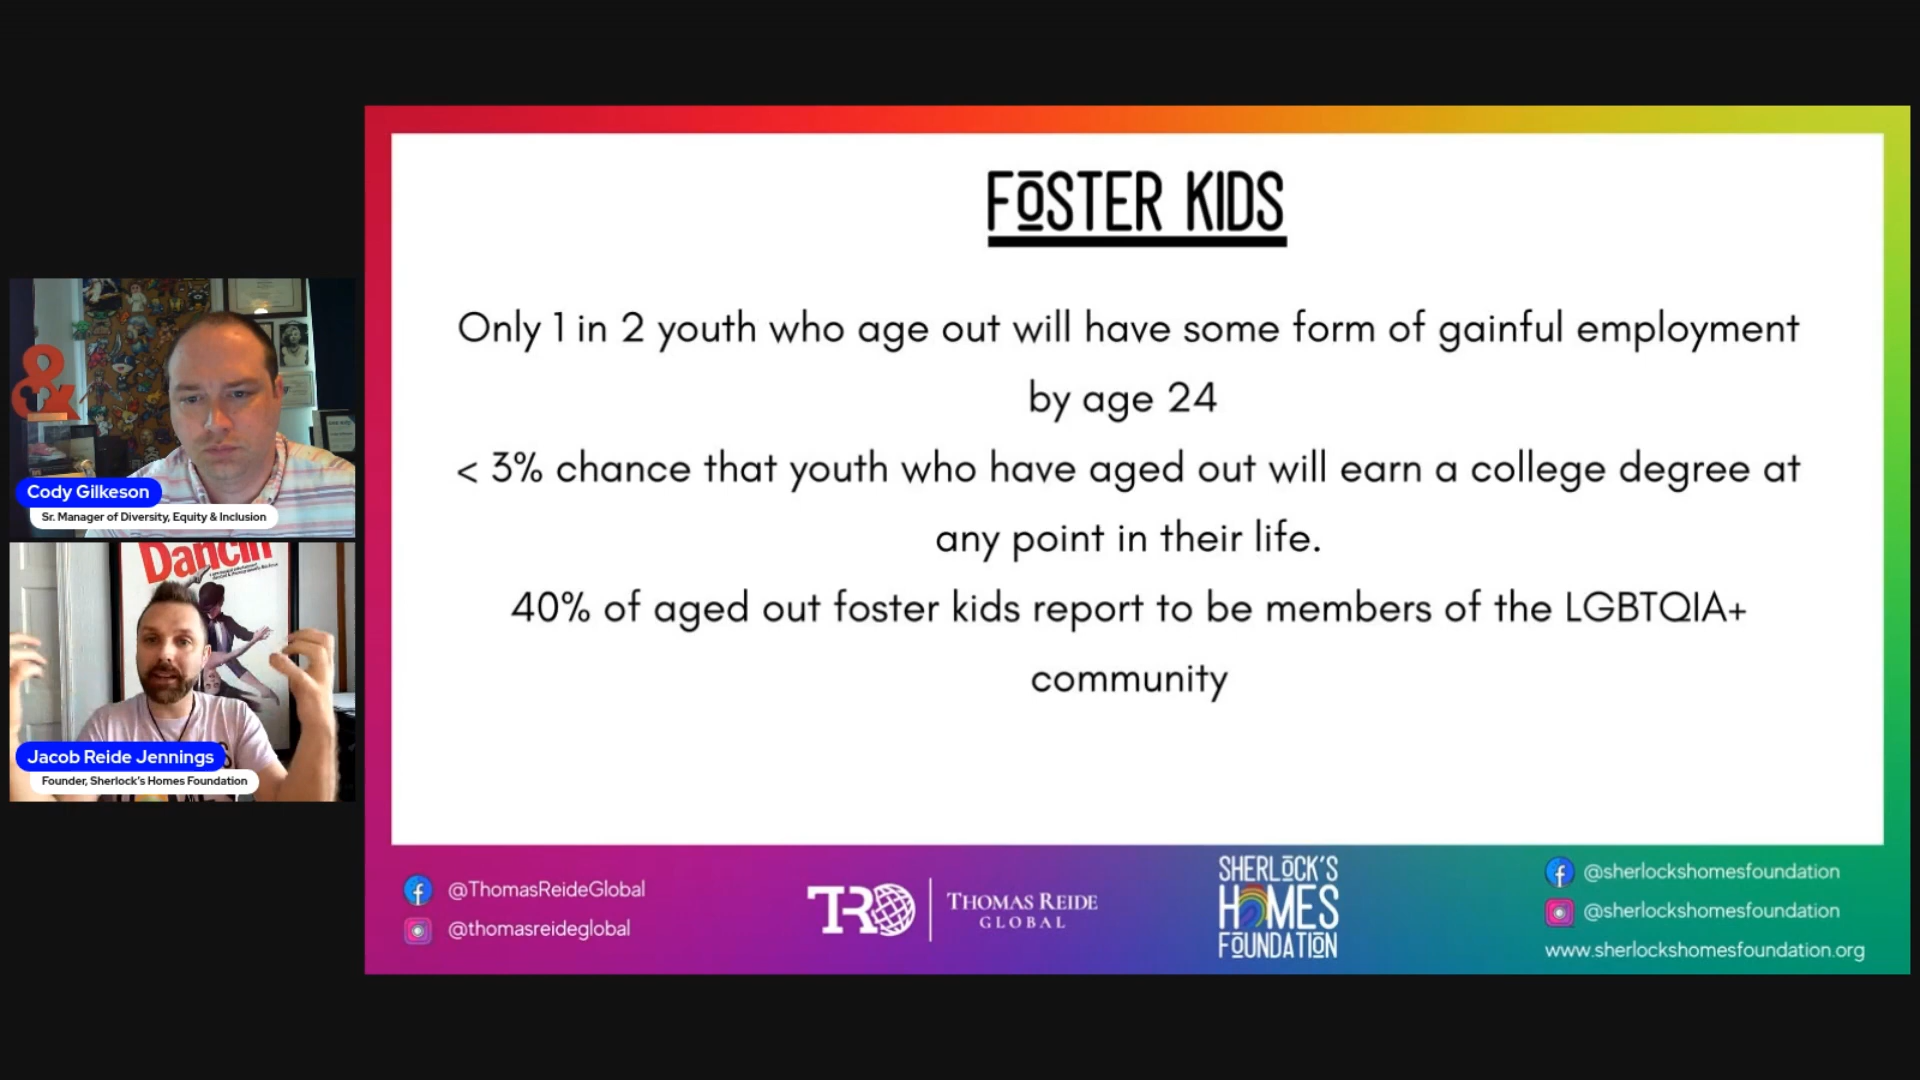 Cody Gilkeson
Sr. Manager of Diversity, Equity & Inclusion
Dancin
Jacob Reide Jennings
Founder, Sherlock's Homes Foundation
FōSTER KIDS
Only 1 in 2 youth who age out will have some form of gainful employment
by age 24
< 3% chance that youth who have aged out will earn a college degree at
any point in their life.
40% of aged out foster kids report to be members of the LGBTQIA+
community
@ThomasReideGlobal
@thomasreideglobal
TR
THOMAS REIDE
GLOBAL
SHERLōCK'S
HOMES
FōUNDATIōN
@sherlockshomesfoundation
@sherlockshomesfoundation
www.sherlockshomesfoundation.org